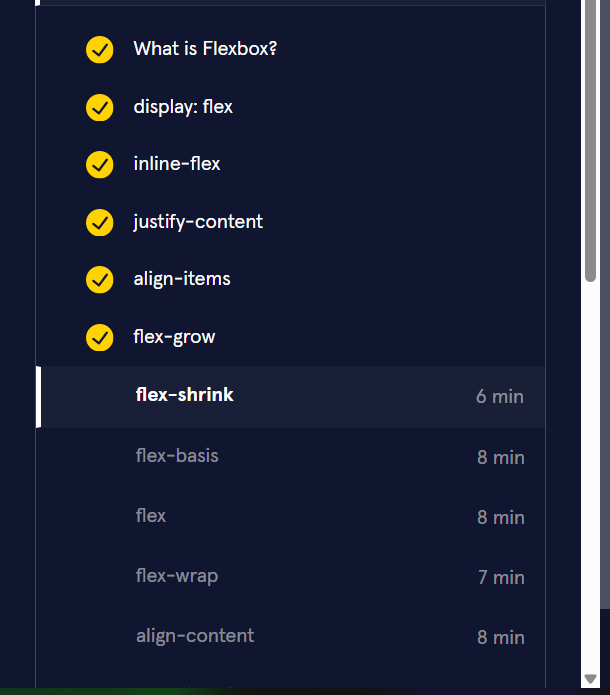 What is Flexbox?
display: flex
inline-flex
justify-content
align-items
flex-grow
flex-shrink 6 min
flex-basis 8 min
flex 8 min
flex-wrap 7 min
align-content 8 min